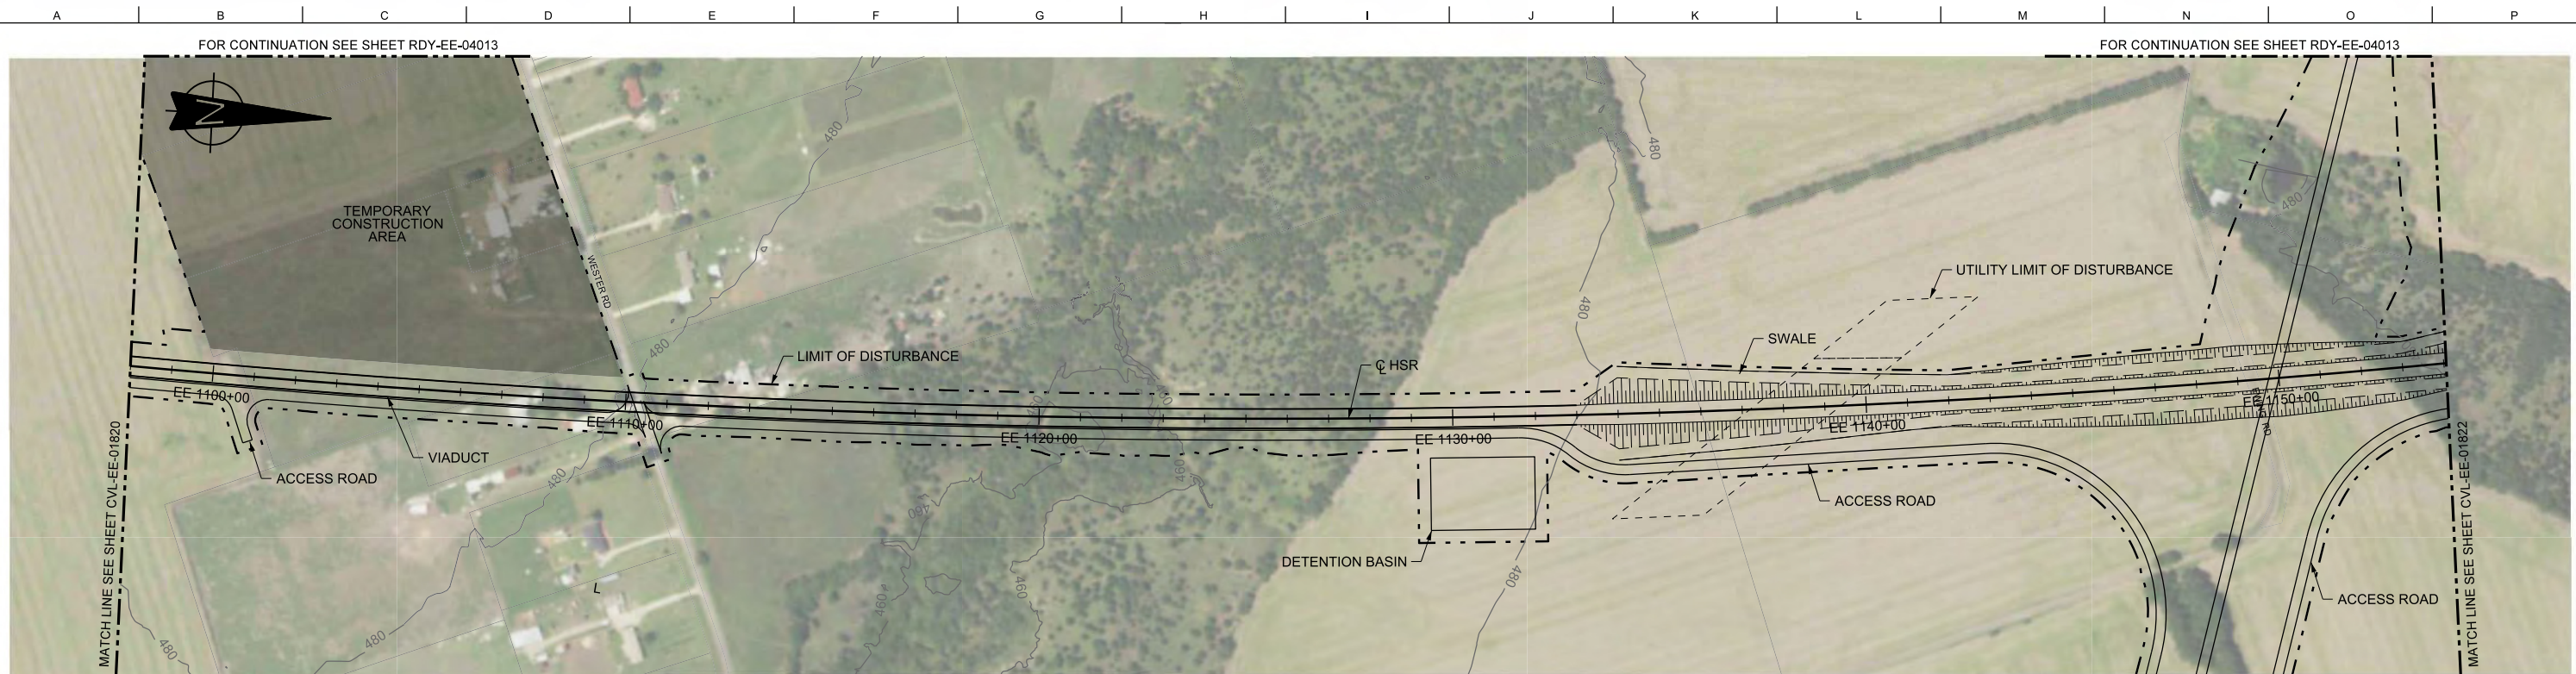 A B C D E F G H I J K L M N O P
FOR CONTINUATION SEE SHEET RDY-EE-04013
FOR CONTINUATION SEE SHEET RDY-EE-04013
N
TEMPORARY
CONSTRUCTION
AREA
WESTER RD
480
480
480
480
UTILITY LIMIT OF DISTURBANCE
SWALE
LIMIT OF DISTURBANCE
℄ HSR
480
480
EE 1100+00
EE 1110+00
EE 1120+00
EE 1130+00
EE 1140+00
EE 1150+00
VIADUCT
ACCESS ROAD
460
460
480
ACCESS ROAD
DETENTION BASIN
480
460
460
ACCESS ROAD
L
480
480
MATCH LINE SEE SHEET CVL-EE-01820
MATCH LINE SEE SHEET CVL-EE-01822